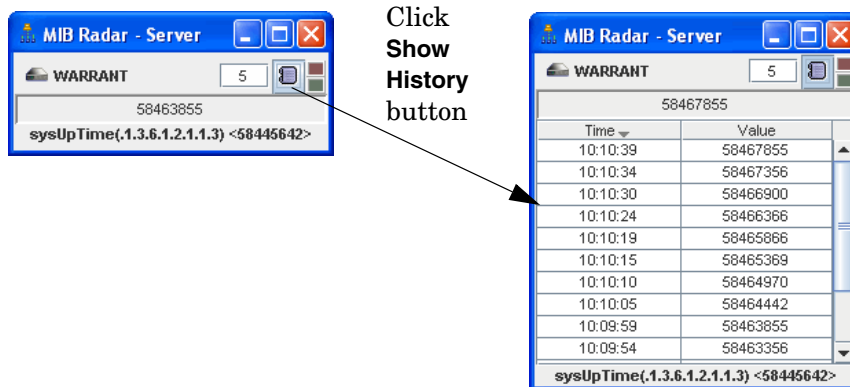 MIB Radar - Server
WARRANT 5
58463855
sysUpTime(.1.3.6.1.2.1.1.3) <58445642>
Click
Show
History
button
MIB Radar - Server
WARRANT 5
58467855
Time Value
10:10:39 58467855
10:10:34 58467356
10:10:30 58466900
10:10:24 58466366
10:10:19 58465866
10:10:15 58465369
10:10:10 58464970
10:10:05 58464442
10:09:59 58463855
10:09:54 58463356
sysUpTime(.1.3.6.1.2.1.1.3) <58445642>